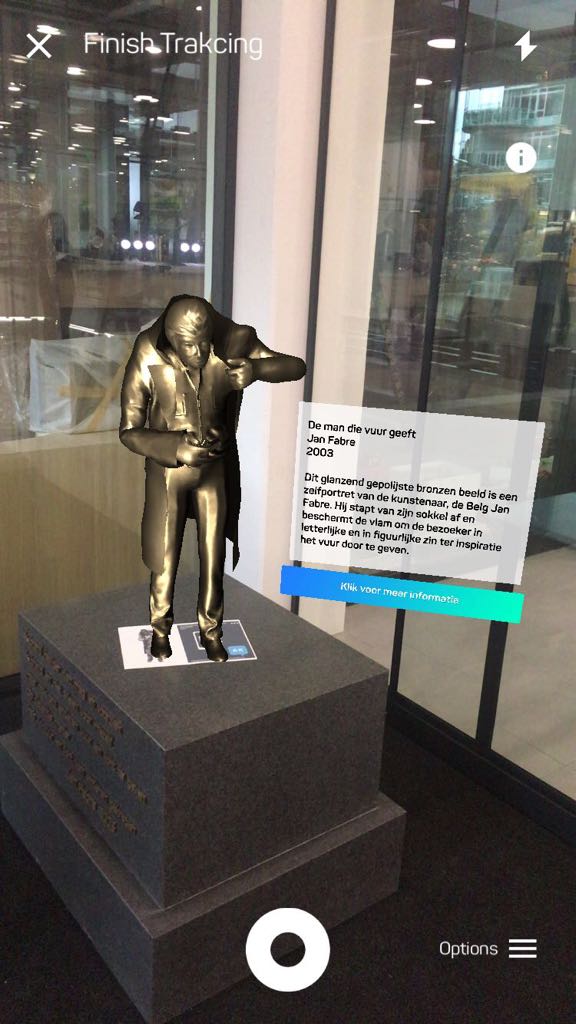 Finish Trakcing
De man die vuur geeft
Jan Fabre
2003
Dit glanzend gepolijste bronzen beeld is een
zelfportret van de kunstenaar, de Belg Jan
Fabre. Hij stapt van zijn sokkel af en
beschermt de vlam om de bezoeker in
letterlijke en in figuurlijke zin ter inspiratie
het vuur door te geven.
Klik voor meer informatie
Options